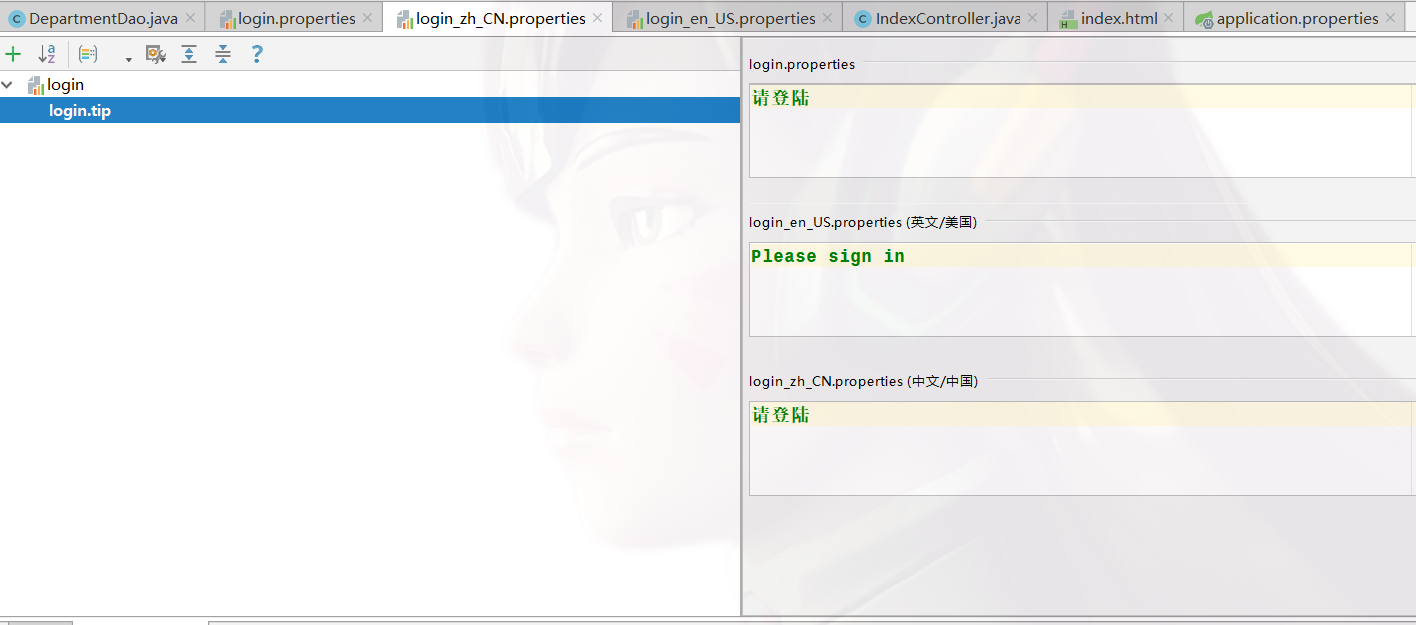 DepartmentDao.java login.properties login_zh_CN.properties login_en_US.properties IndexController.java index.html application.properties
login
login.tip
login.properties
请登陆
login_en_US.properties (英文/美国)
Please sign in
login_zh_CN.properties (中文/中国)
请登陆